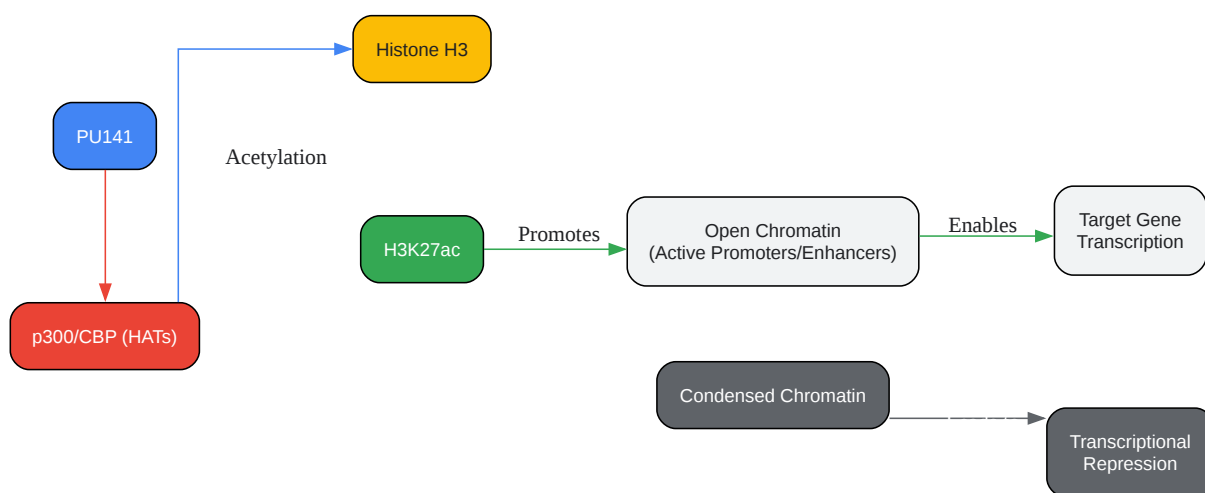 Histone H3
PU141
Acetylation
H3K27ac
Promotes
Open Chromatin
(Active Promoters/Enhancers)
Enables
Target Gene
Transcription
p300/CBP (HATs)
Condensed Chromatin
Transcriptional
Repression